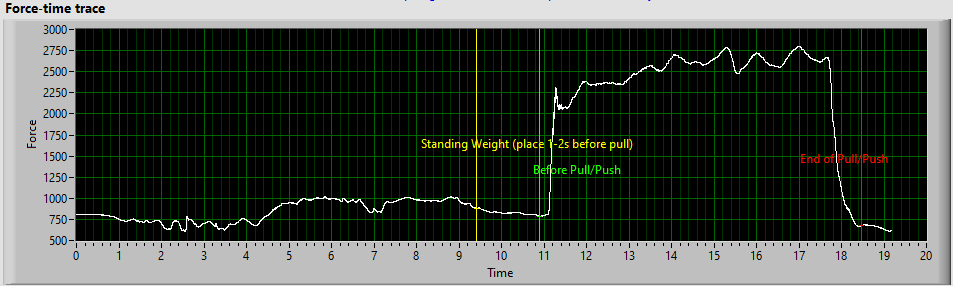 Force-time trace
3000
2750
2500
2250
2000
1750
1500
1250
1000
750
500
Force
Standing Weight (place 1-2s before pull)
Before Pull/Push
End of Pull/Push
0 1 2 3 4 5 6 7 8 9 10 11 12 13 14 15 16 17 18 19 20
Time